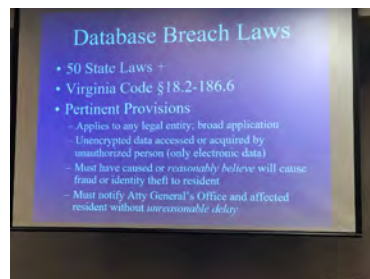 Database Breach Laws
• 50 State Laws +
• Virginia Code §18.2-186.6
• Pertinent Provisions
– Applies to any legal entity; broad application
– Unencrypted data accessed or acquired by
unauthorized person (only electronic data)
– Must have caused or reasonably believe will cause
fraud or identity theft to resident
– Must notify Atty General's Office and affected
resident without unreasonable delay